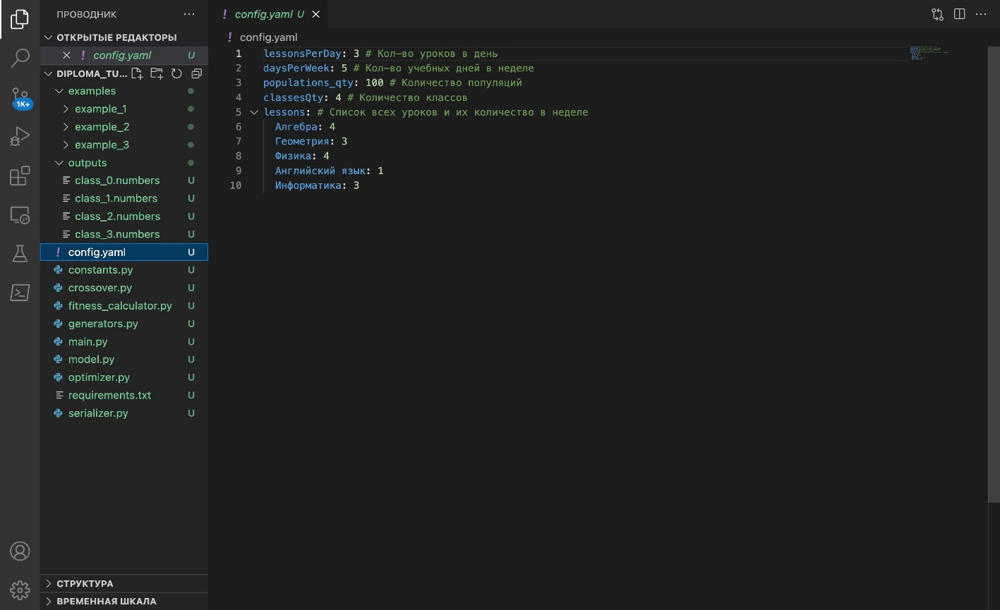 ПРОВОДНИК
ОТКРЫТЫЕ РЕДАКТОРЫ
! config.yaml U
DIPLOMA_TU...
examples
example_1
example_2
example_3
outputs
class_0.numbers U
class_1.numbers U
class_2.numbers U
class_3.numbers U
! config.yaml U
constants.py U
crossover.py U
fitness_calculator.py U
generators.py U
main.py U
model.py U
optimizer.py U
requirements.txt U
serializer.py U
СТРУКТУРА
ВРЕМЕННАЯ ШКАЛА
1K+
! config.yaml U
! config.yaml
1 lessonsPerDay: 3 # Кол-во уроков в день
2 daysPerWeek: 5 # Кол-во учебных дней в неделе
3 populations_qty: 100 # Количество популяций
4 classesQty: 4 # Количество классов
5 lessons: # Список всех уроков и их количество в неделе
6 Алгебра: 4
7 Геометрия: 3
8 Физика: 4
9 Английский язык: 1
10 Информатика: 3